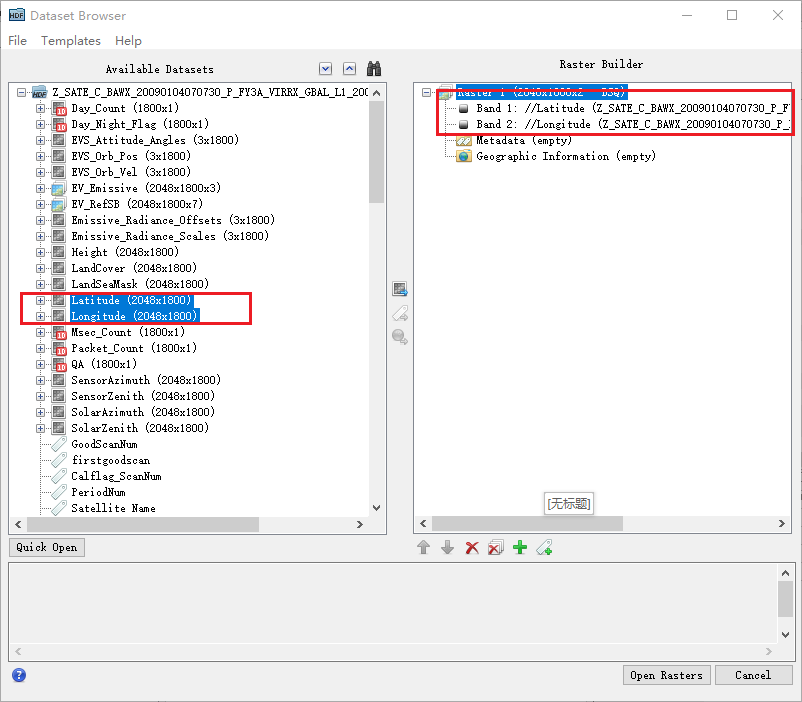 Dataset Browser
File Templates Help
Available Datasets
Raster Builder
Z_SATE_C_BAWX_20090104070730_P_FY3A_VIRRX_GBAL_L1_200
Day_Count (1800x1)
Day_Night_Flag (1800x1)
EVS_Attitude_Angles (3x1800)
EVS_Orb_Pos (3x1800)
EVS_Orb_Vel (3x1800)
EV_Emissive (2048x1800x3)
EV_RefSB (2048x1800x7)
Emissive_Radiance_Offsets (3x1800)
Emissive_Radiance_Scales (3x1800)
Height (2048x1800)
LandCover (2048x1800)
LandSeaMask (2048x1800)
Latitude (2048x1800)
Longitude (2048x1800)
Msec_Count (1800x1)
Packet_Count (1800x1)
QA (1800x1)
SensorAzimuth (2048x1800)
SensorZenith (2048x1800)
SolarAzimuth (2048x1800)
SolarZenith (2048x1800)
GoodScanNum
firstgoodscan
Calflag_ScanNum
PeriodNum
Satellite Name
Raster 1 (2048x1800x2 BSQ)
Band 1: //Latitude (Z_SATE_C_BAWX_20090104070730_P_F
Band 2: //Longitude (Z_SATE_C_BAWX_20090104070730_P_
Metadata (empty)
Geographic Information (empty)
[无标题]
Quick Open
Open Rasters
Cancel